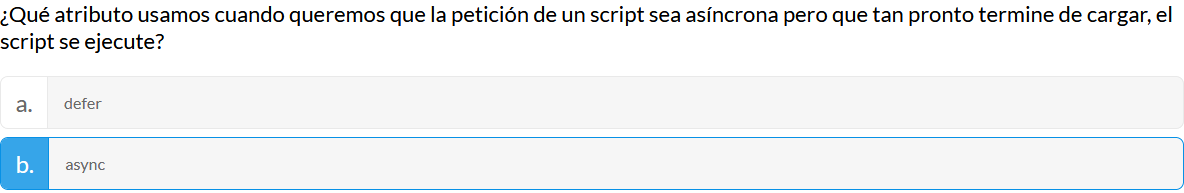 ¿Qué atributo usamos cuando queremos que la petición de un script sea asíncrona pero que tan pronto termine de cargar, el
script se ejecute?
a. defer
b. async